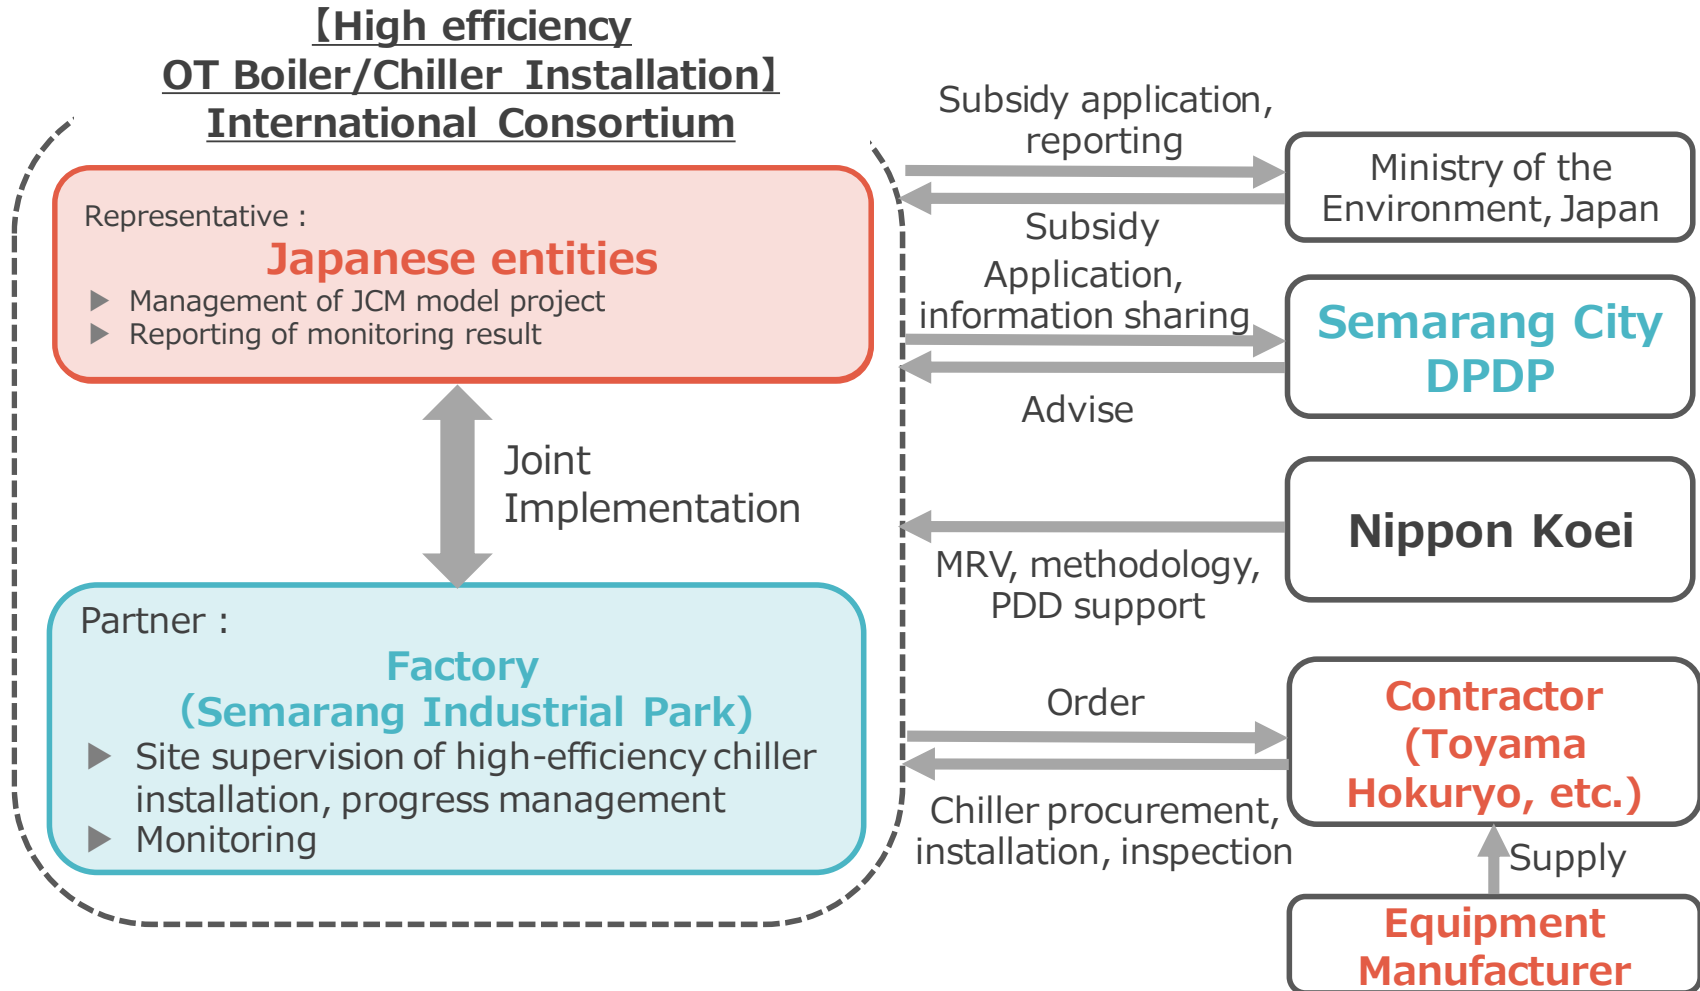 【High efficiency
OT Boiler/Chiller Installation】
International Consortium
Representative :
Japanese entities
▶ Management of JCM model project
▶ Reporting of monitoring result
Joint
Implementation
Partner :
Factory
(Semarang Industrial Park)
▶ Site supervision of high-efficiency chiller
installation, progress management
▶ Monitoring
Subsidy application,
reporting
Subsidy
Ministry of the
Environment, Japan
Application,
information sharing
Advise
Semarang City
DPDP
MRV, methodology,
PDD support
Nippon Koei
Order
Chiller procurement,
installation, inspection
Contractor
(Toyama
Hokuryo, etc.)
Supply
Equipment
Manufacturer